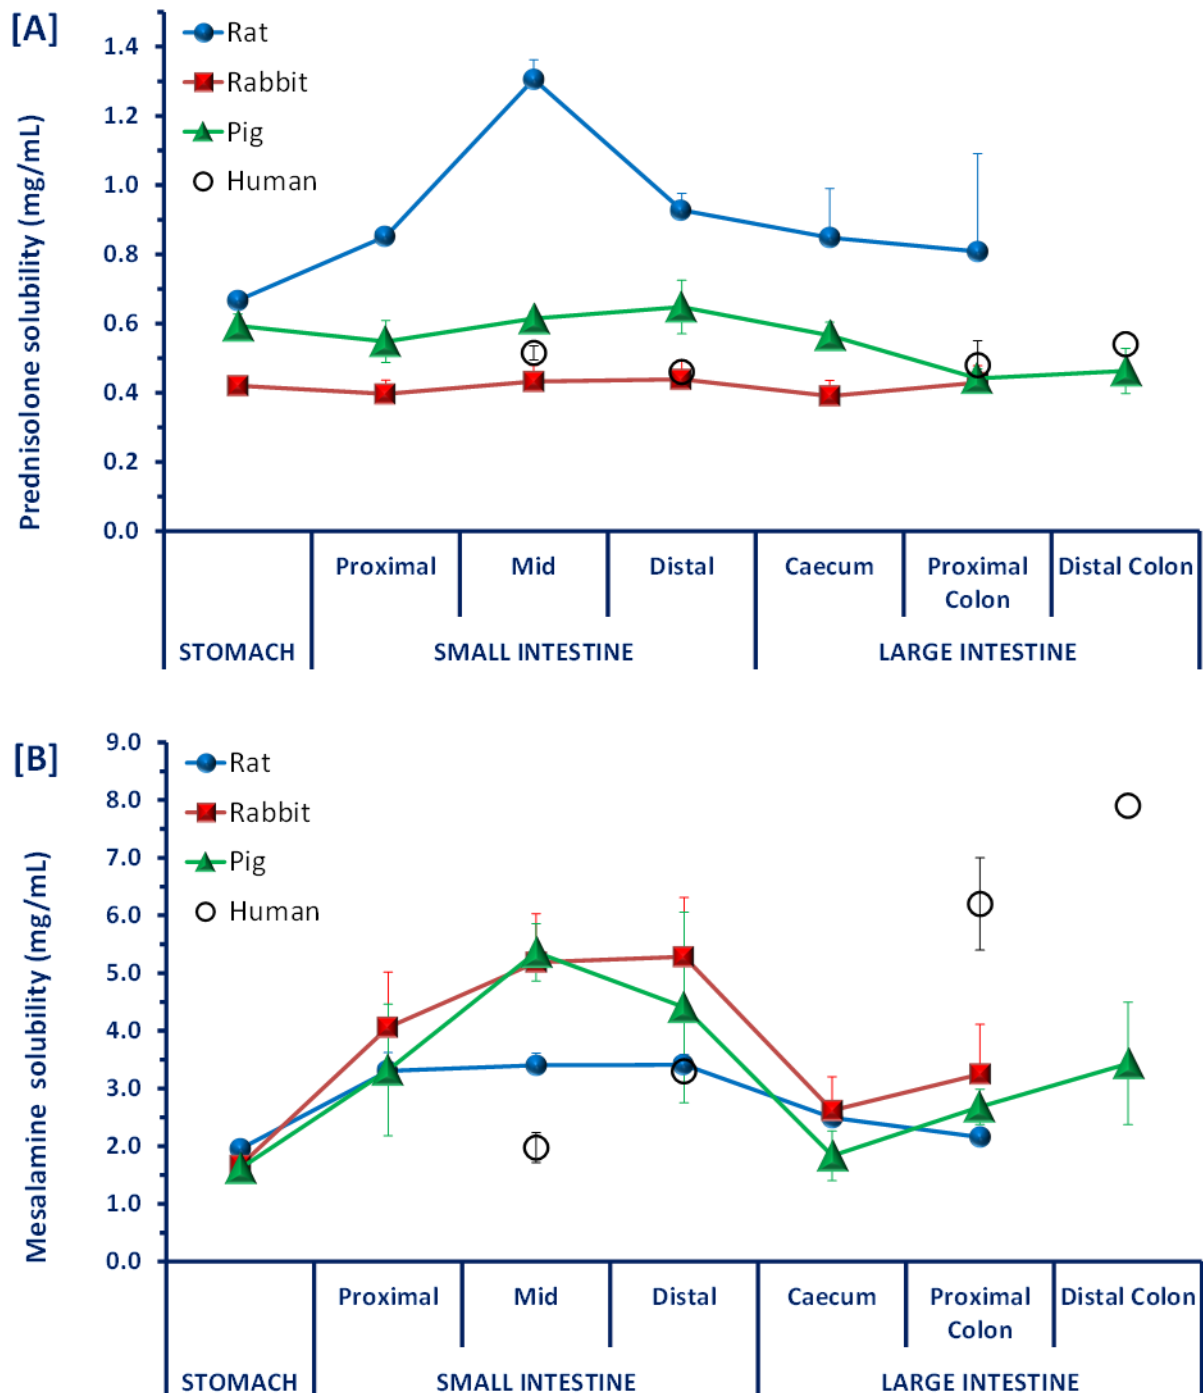 [A]
Rat
Rabbit
Pig
Human
Prednisolone solubility (mg/mL)
1.4
1.2
1.0
0.8
0.6
0.4
0.2
0.0
Proximal
Mid
Distal
Caecum
Proximal
Colon
Distal Colon
STOMACH
SMALL INTESTINE
LARGE INTESTINE
[B]
Rat
Rabbit
Pig
Human
Mesalamine solubility (mg/mL)
9.0
8.0
7.0
6.0
5.0
4.0
3.0
2.0
1.0
0.0
Proximal
Mid
Distal
Caecum
Proximal
Colon
Distal Colon
STOMACH
SMALL INTESTINE
LARGE INTESTINE